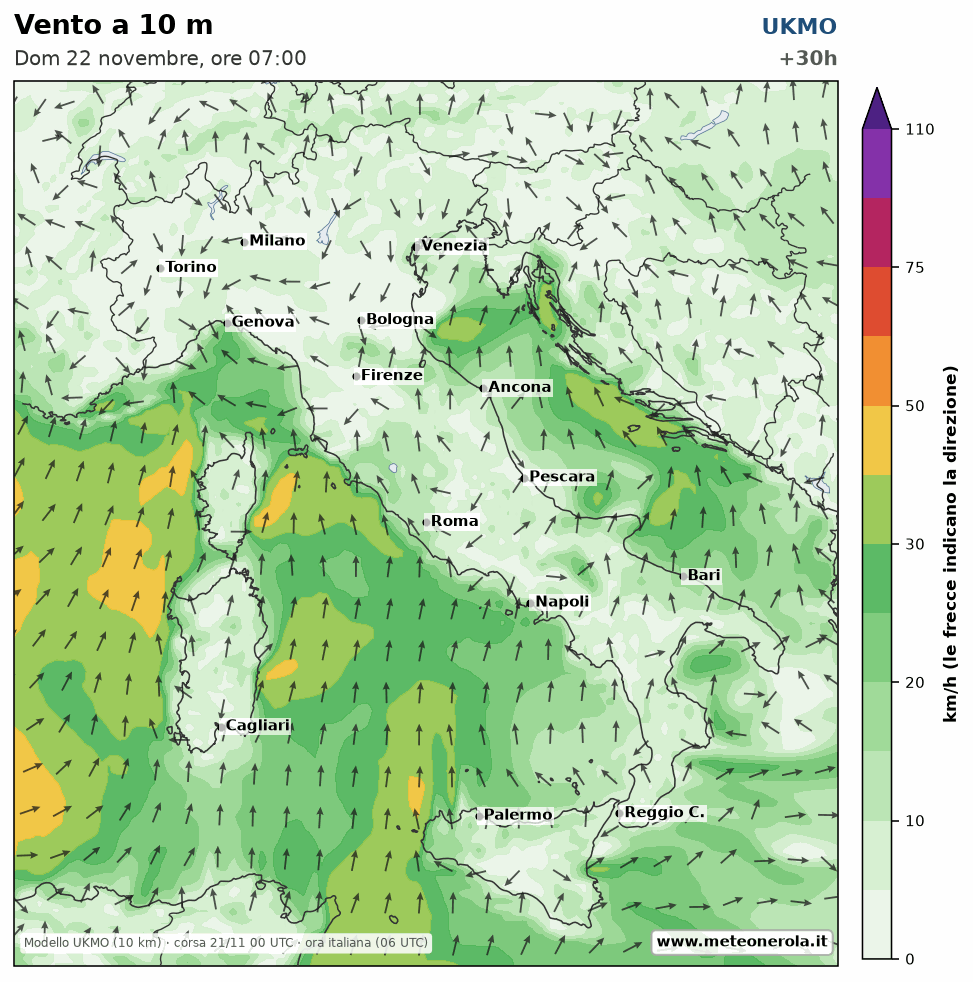 Vento a 10 m
UKMO
Dom 22 novembre, ore 07:00
+30h
110
Milano
Venezia
Torino
75
Genova
Bologna
Firenze
Ancona
50
Pescara
Roma
30
Bari
Napoli
20
Cagliari
Palermo
Reggio C.
10
km/h (le frecce indicano la direzione)
Modello UKMO (10 km) · corsa 21/11 00 UTC · ora italiana (06 UTC)
www.meteonerola.it
0